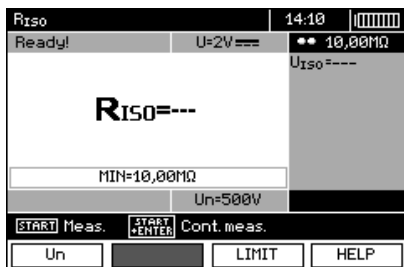 RISO 14:10
Ready! U=2V •• 10,00MΩ
UISO=---
RISO=---
MIN=10,00MΩ
Un=500V
START Meas. START +ENTER Cont. meas.
Un LIMIT HELP